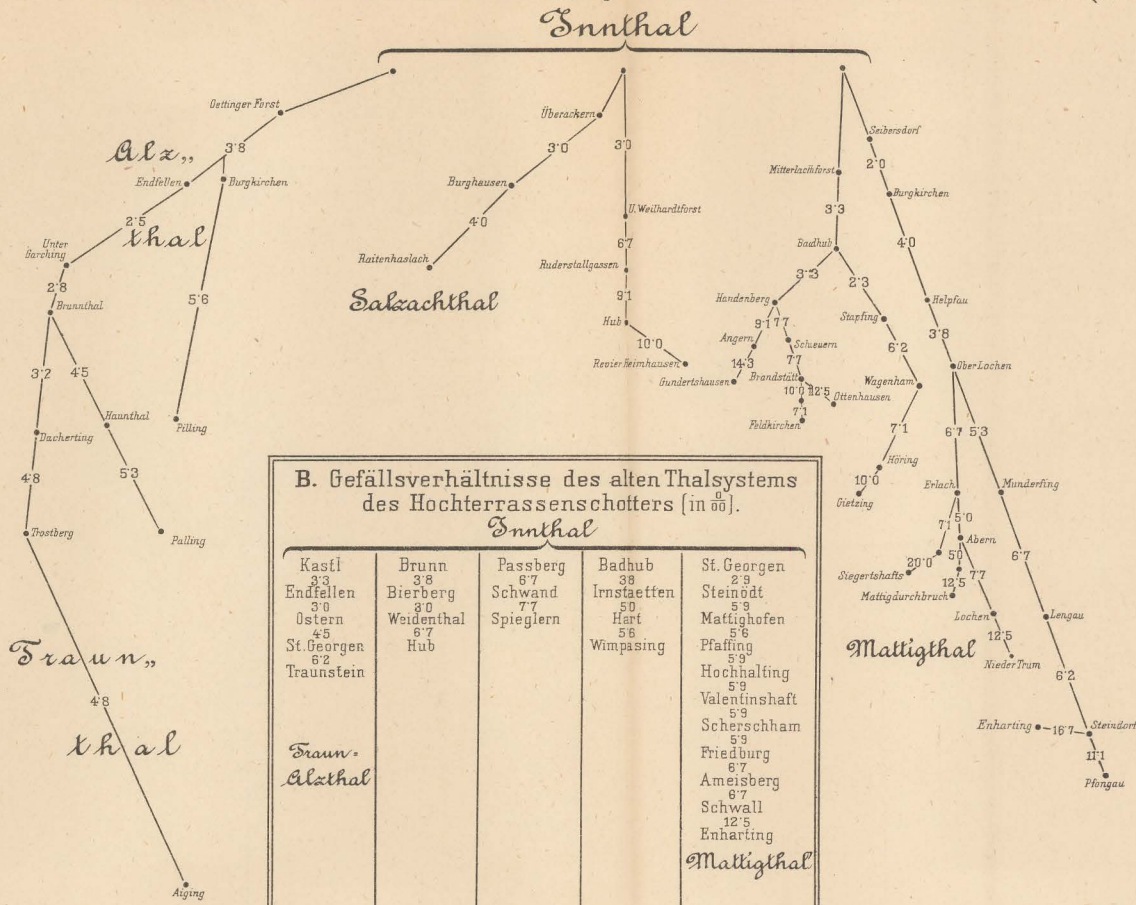 Innthal
Oettinger Forst
3·8
Alz„
thal
Endfellen
Burgkirchen
2·5
Unter
Garching
2·8
Brunnthal
5·6
3·2
4·5
Haunthal
Dacherting
Pilling
4·8
5·3
Trostberg
Palling
Traun„
thal
4·8
Aiging
Überackern
3·0
3·0
Burghausen
4·0
U.Weilhardtforst
Raitenhaslach
6·7
Ruderstallgassen
Salzachthal
9·1
Hub
10·0
Revier Heimhausen
Seibersdorf
2·0
Mitterlachforst
Burgkirchen
3·3
4·0
Badhub
3·3
2·3
Handenberg
Helpfau
Stapfing
9·1
7·7
3·8
Angern
Scheuern
6·2
14·3
7·7
Ober Lochen
Gundertshausen
Brandstätt
Wagenham
10·0
12·5
Ottenhausen
7·1
Feldkirchen
7·1
6·7
5·3
Höring
10·0
Gietzing
Erlach
Munderfing
7·1
5·0
Abern
5·0
6·7
20·0
7·7
Siegertshafts
12·5
Mattigdurchbruch
Lochen
Lengau
12·5
Mattigthal
Nieder Trum
6·2
Enharting
16·7
Steindorf
11·1
Pfongau
B. Gefällsverhältnisse des alten Thalsystems
des Hochterrassenschotters (in 0/00).
Innthal
Kastl
3·3
Endfellen
3·0
Ostern
4·5
St.Georgen
6·2
Traunstein
Traun=
Alzthal
Brunn
3·8
Bierberg
3·0
Weidenthal
6·7
Hub
Passberg
6·7
Schwand
7·7
Spieglern
Badhub
3·8
Irnstaetten
5·0
Hart
5·6
Wimpasing
St. Georgen
2·9
Steinödt
5·9
Mattighofen
5·6
Pfaffing
5·9
Hochhalting
5·9
Valentinshaft
5·9
Scherschham
5·9
Friedburg
6·7
Ameisberg
6·7
Schwall
12·5
Enharting
Mattigthal